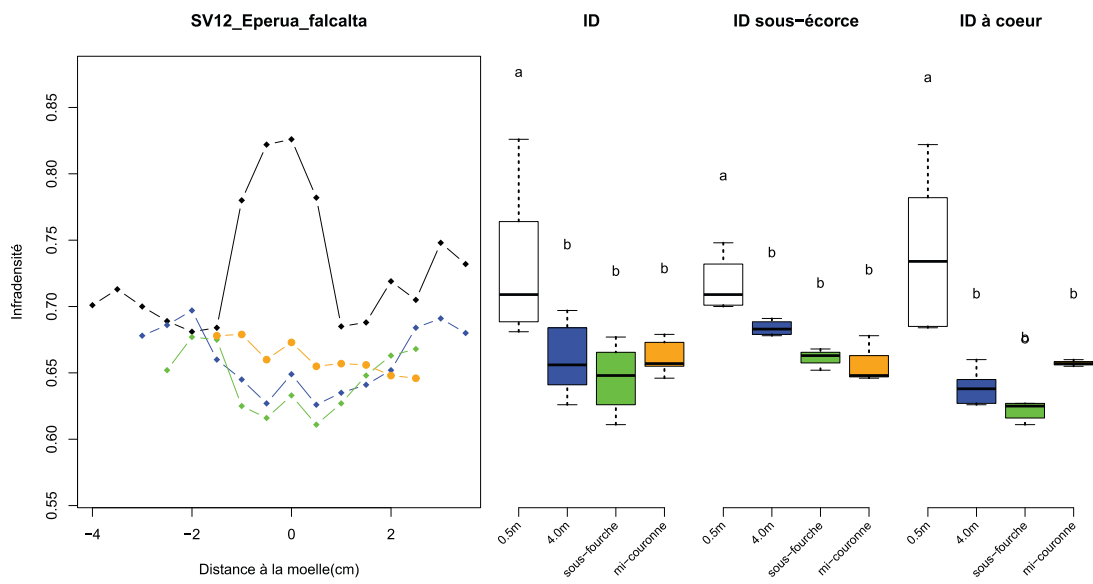 SV12_Eperua_falcalta
Infradensité
0.85
0.80
0.75
0.70
0.65
0.60
0.55
−4
−2
0
2
Distance à la moelle(cm)
ID
a
b
b
b
0.5m
4.0m
sous−fourche
mi−couronne
ID sous−écorce
a
b
b
b
0.5m
4.0m
sous−fourche
mi−couronne
ID à coeur
a
b
b
b
0.5m
4.0m
sous−fourche
mi−couronne